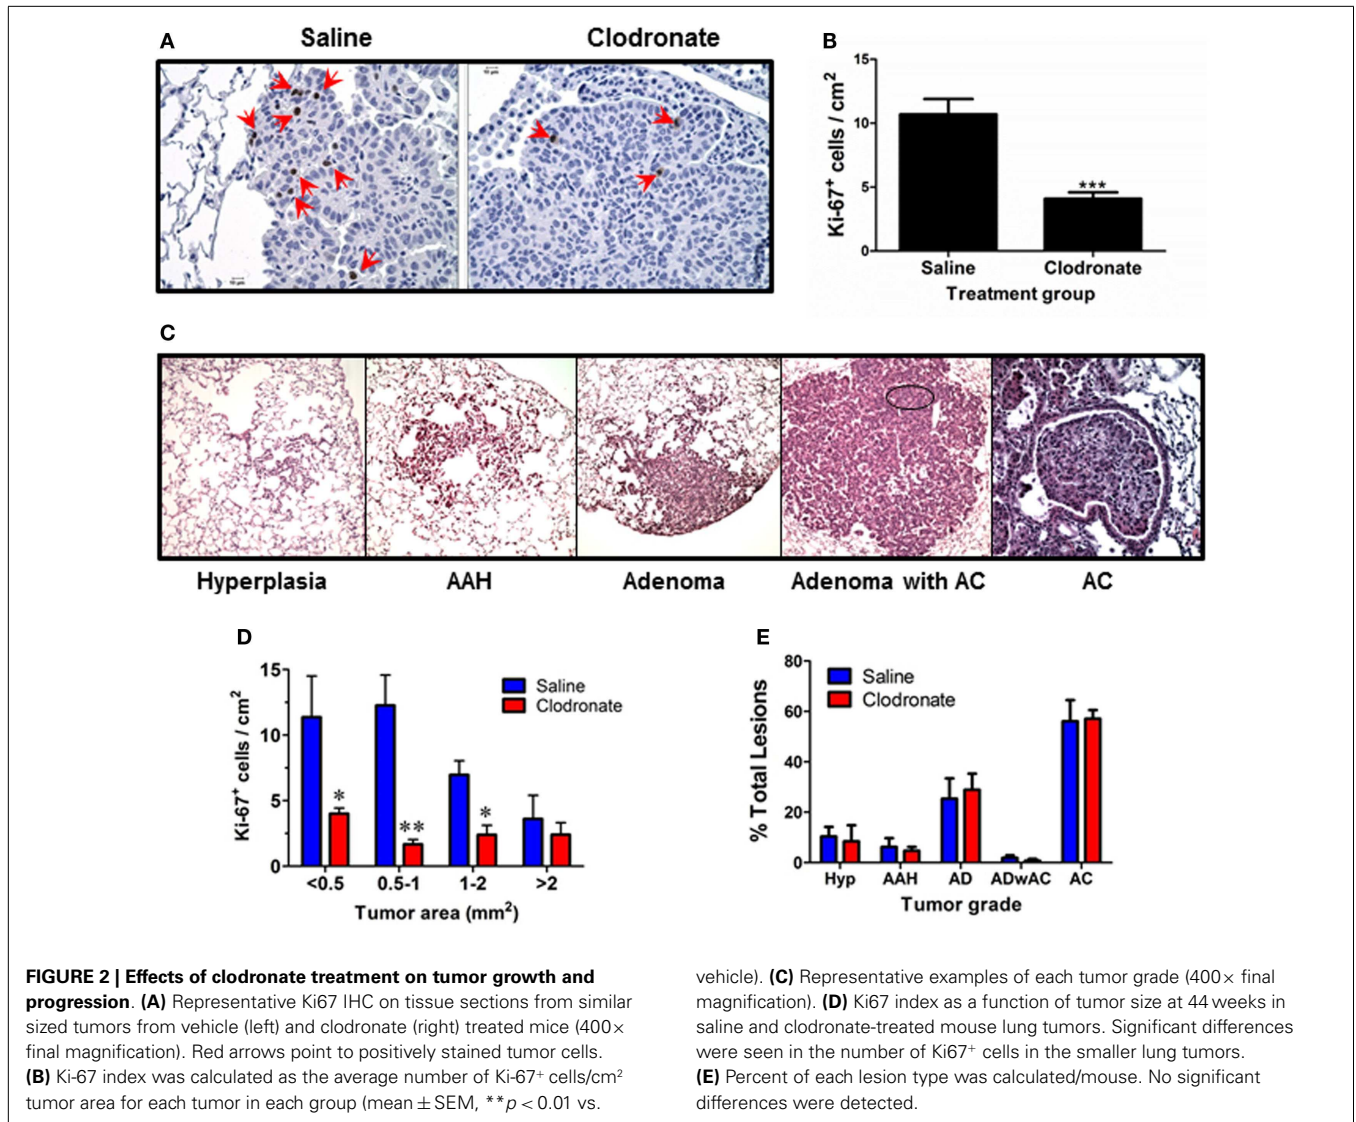 A
Saline
Clodronate
10 µm
10 µm
B
Ki-67⁺ cells / cm²
15
10
5
0
***
Saline
Clodronate
Treatment group
C
Hyperplasia
AAH
Adenoma
Adenoma with AC
AC
D
Ki-67⁺ cells / cm²
15
10
5
0
Saline
Clodronate
*
**
*
<0.5
0.5-1
1-2
>2
Tumor area (mm²)
E
% Total Lesions
80
60
40
20
0
Saline
Clodronate
Hyp
AAH
AD
ADwAC
AC
Tumor grade
FIGURE 2 | Effects of clodronate treatment on tumor growth and
progression. (A) Representative Ki67 IHC on tissue sections from similar
sized tumors from vehicle (left) and clodronate (right) treated mice (400×
final magnification). Red arrows point to positively stained tumor cells.
(B) Ki-67 index was calculated as the average number of Ki-67⁺ cells/cm²
tumor area for each tumor in each group (mean ± SEM, **p < 0.01 vs.
vehicle). (C) Representative examples of each tumor grade (400× final
magnification). (D) Ki67 index as a function of tumor size at 44 weeks in
saline and clodronate-treated mouse lung tumors. Significant differences
were seen in the number of Ki67⁺ cells in the smaller lung tumors.
(E) Percent of each lesion type was calculated/mouse. No significant
differences were detected.